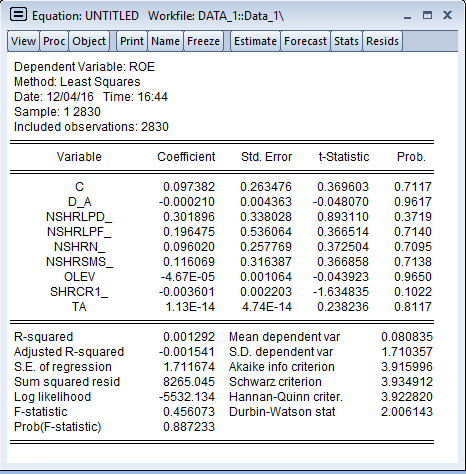 Equation: UNTITLED Workfile: DATA_1::Data_1\
View Proc Object Print Name Freeze Estimate Forecast Stats Resids
Dependent Variable: ROE
Method: Least Squares
Date: 12/04/16 Time: 16:44
Sample: 1 2830
Included observations: 2830
Variable Coefficient Std. Error t-Statistic Prob.
C 0.097382 0.263476 0.369603 0.7117
D_A -0.000210 0.004363 -0.048070 0.9617
NSHRLPD_ 0.301896 0.338028 0.893110 0.3719
NSHRLPF_ 0.196475 0.536064 0.366514 0.7140
NSHRN_ 0.096020 0.257769 0.372504 0.7095
NSHRSMS_ 0.116069 0.316387 0.366858 0.7138
OLEV -4.67E-05 0.001064 -0.043923 0.9650
SHRCR1_ -0.003601 0.002203 -1.634835 0.1022
TA 1.13E-14 4.74E-14 0.238236 0.8117
R-squared 0.001292 Mean dependent var 0.080835
Adjusted R-squared -0.001541 S.D. dependent var 1.710357
S.E. of regression 1.711674 Akaike info criterion 3.915996
Sum squared resid 8265.045 Schwarz criterion 3.934912
Log likelihood -5532.134 Hannan-Quinn criter. 3.922820
F-statistic 0.456073 Durbin-Watson stat 2.006143
Prob(F-statistic) 0.887233